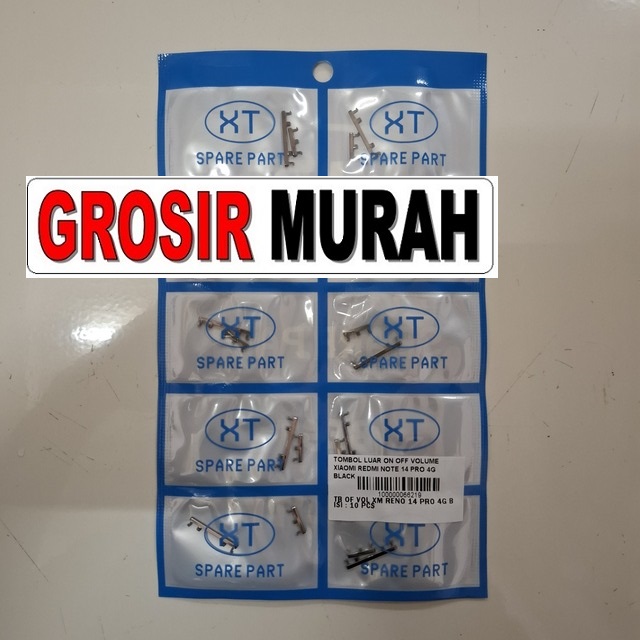 XT
SPARE PART
XT
SPARE PART
GROSIR MURAH
XT
SPARE PART
XT
SPARE PART
XT
SPARE PART
XT
TOMBOL LUAR ON OFF VOLUME
XIAOMI REDMI NOTE 14 PRO 4G
BLACK
100000066219
TB OF VOL XM RENO 14 PRO 4G B
ISI : 10 PCS
XT
SPARE PART
XT
SPARE PART